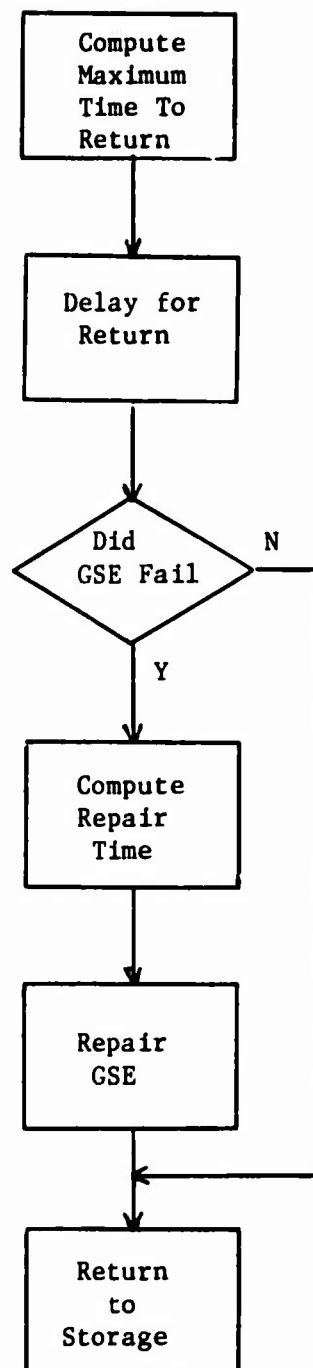 Compute
Maximum
Time To
Return
Delay for
Return
Did
GSE Fail
N
Y
Compute
Repair
Time
Repair
GSE
Return
to
Storage